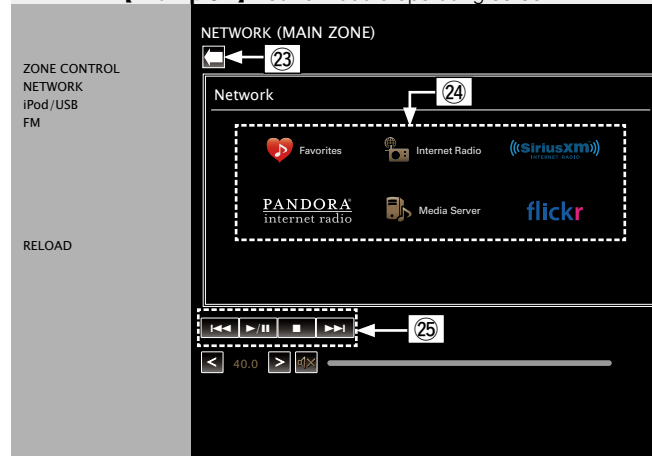 NETWORK (MAIN ZONE)
㉓
ZONE CONTROL
NETWORK
iPod/USB
FM
RELOAD
Network
㉔
Favorites
Internet Radio
((SiriusXM))
INTERNET RADIO
PANDORA
internet radio
Media Server
flickr
㉕
40.0